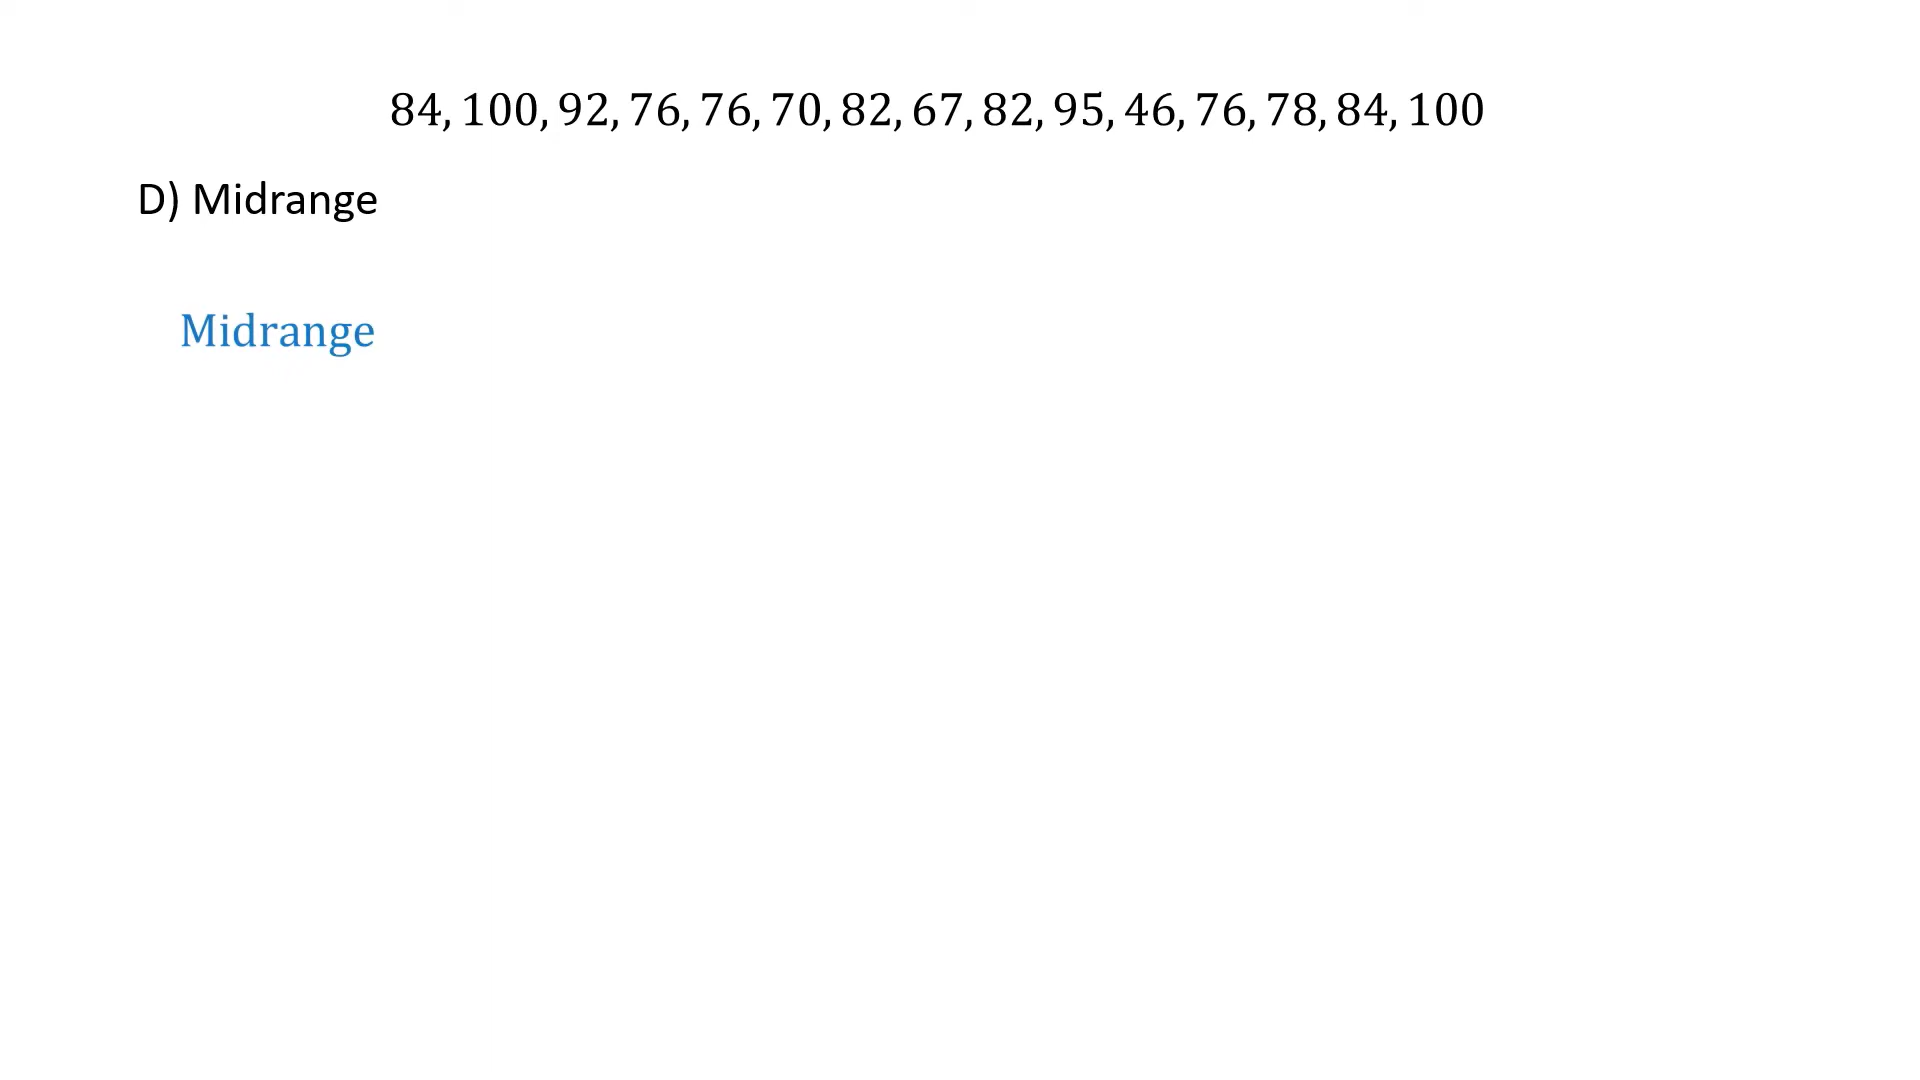 84, 100, 92, 76, 76, 70, 82, 67, 82, 95, 46, 76, 78, 84, 100
D) Midrange
Midrange